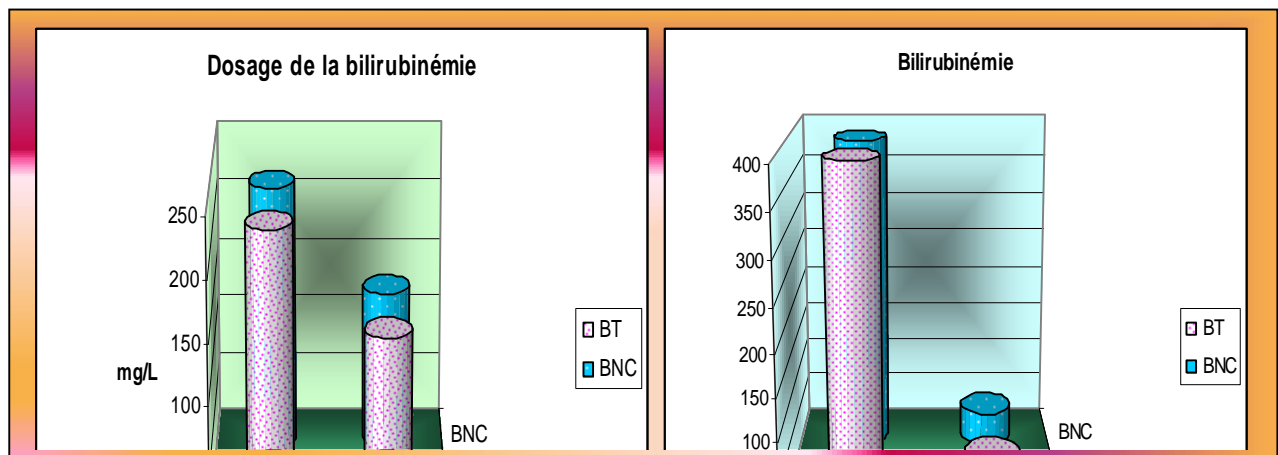 Dosage de la bilirubinémie
250
200
150
mg/L
100
BT
BNC
BNC
Bilirubinémie
400
350
300
250
200
150
100
BT
BNC
BNC